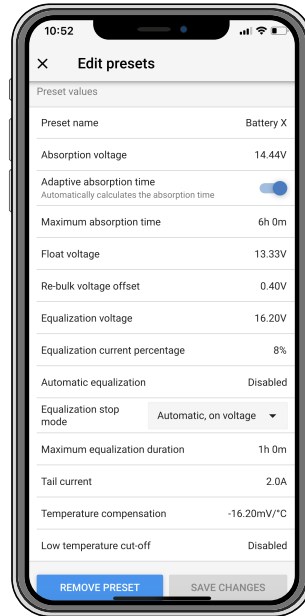 10:52
Edit presets
Preset values
Preset name Battery X
Absorption voltage 14.44V
Adaptive absorption time
Automatically calculates the absorption time
Maximum absorption time 6h 0m
Float voltage 13.33V
Re-bulk voltage offset 0.40V
Equalization voltage 16.20V
Equalization current percentage 8%
Automatic equalization Disabled
Equalization stop
mode Automatic, on voltage
Maximum equalization duration 1h 0m
Tail current 2.0A
Temperature compensation -16.20mV/°C
Low temperature cut-off Disabled
REMOVE PRESET SAVE CHANGES